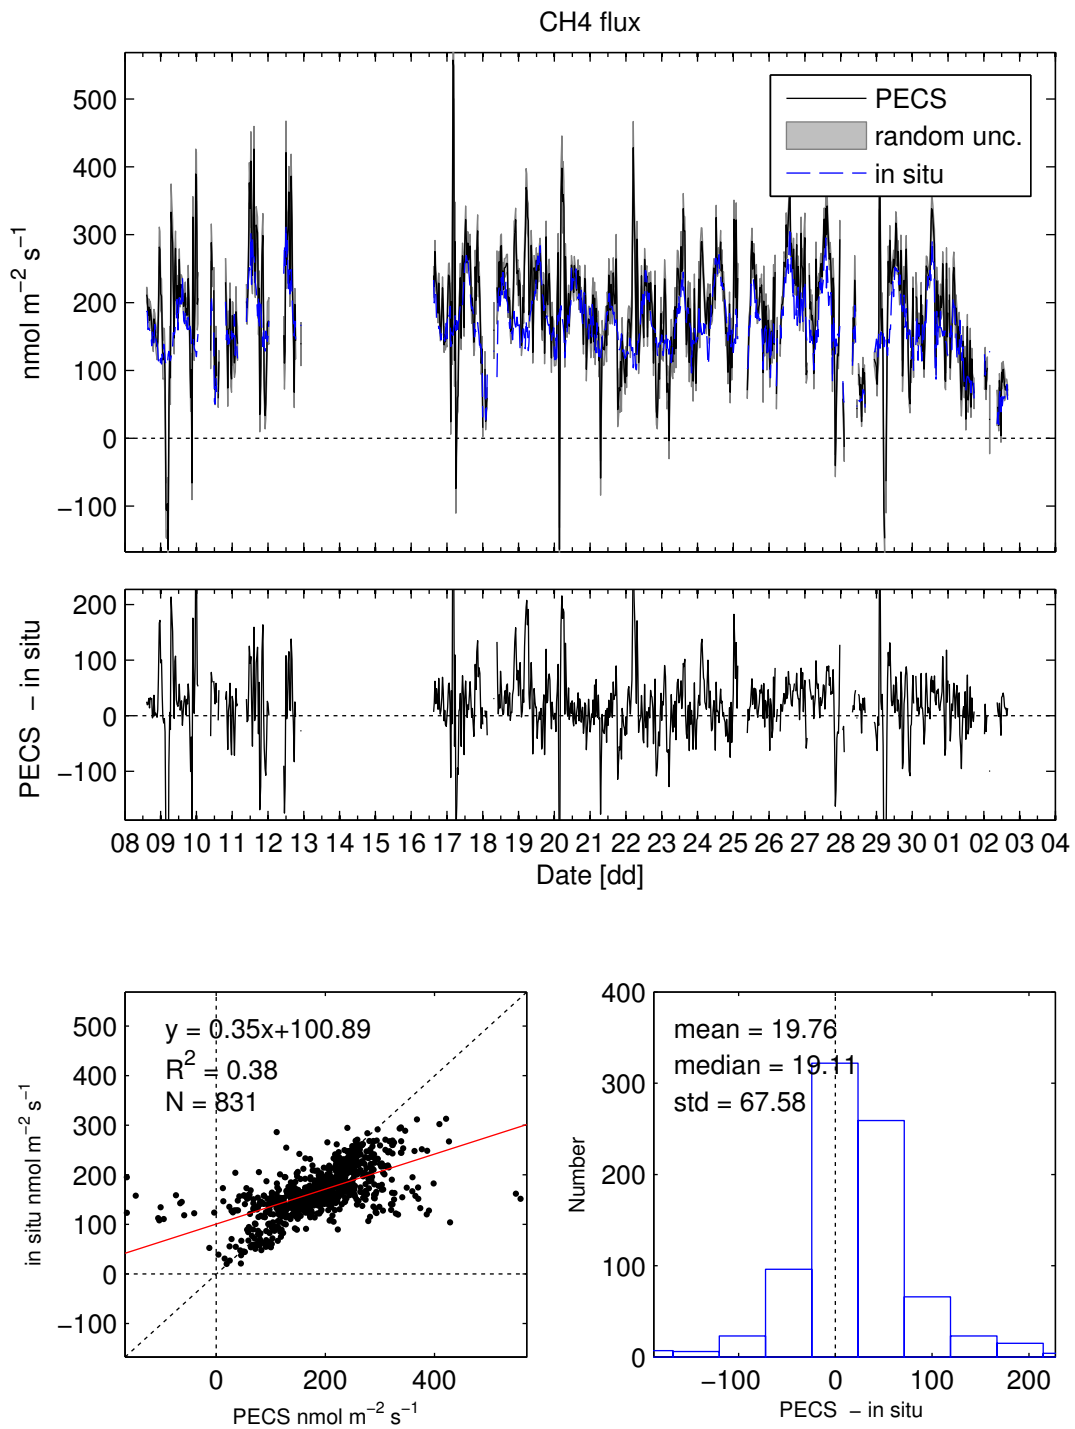 CH4 flux
500
400
300
200
100
0
−100
nmol m−2 s−1
PECS
random unc.
in situ
200
100
0
−100
PECS − in situ
08 09 10 11 12 13 14 15 16 17 18 19 20 21 22 23 24 25 26 27 28 29 30 01 02 03 04
Date [dd]
500
400
300
200
100
0
−100
in situ nmol m−2 s−1
y = 0.35x+100.89
R2 = 0.38
N = 831
0 200 400
PECS nmol m−2 s−1
400
300
200
100
0
Number
mean = 19.76
median = 19.11
std = 67.58
−100 0 100 200
PECS − in situ